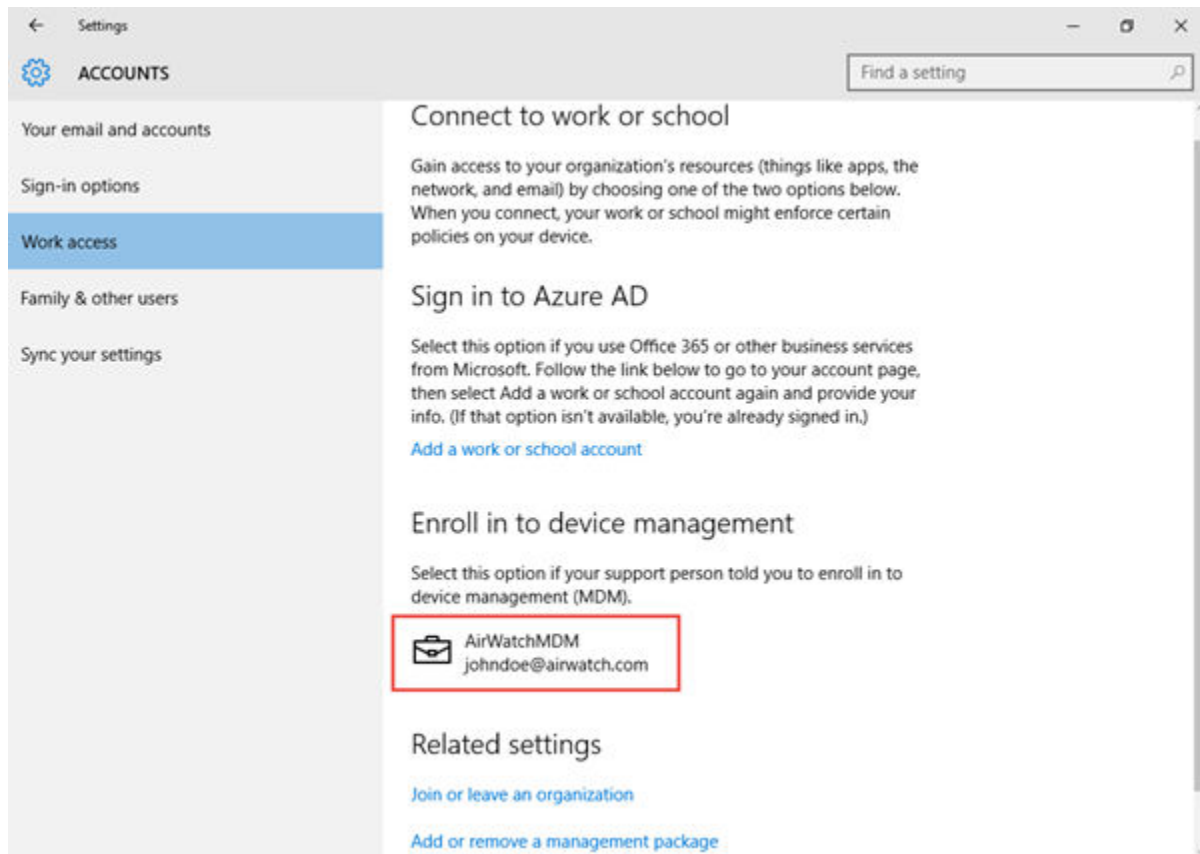 Settings
ACCOUNTS
Find a setting
Your email and accounts
Sign-in options
Work access
Family & other users
Sync your settings
Connect to work or school
Gain access to your organization's resources (things like apps, the
network, and email) by choosing one of the two options below.
When you connect, your work or school might enforce certain
policies on your device.
Sign in to Azure AD
Select this option if you use Office 365 or other business services
from Microsoft. Follow the link below to go to your account page,
then select Add a work or school account again and provide your
info. (If that option isn't available, you're already signed in.)
Add a work or school account
Enroll in to device management
Select this option if your support person told you to enroll in to
device management (MDM).
AirWatchMDM
johndoe@airwatch.com
Related settings
Join or leave an organization
Add or remove a management package